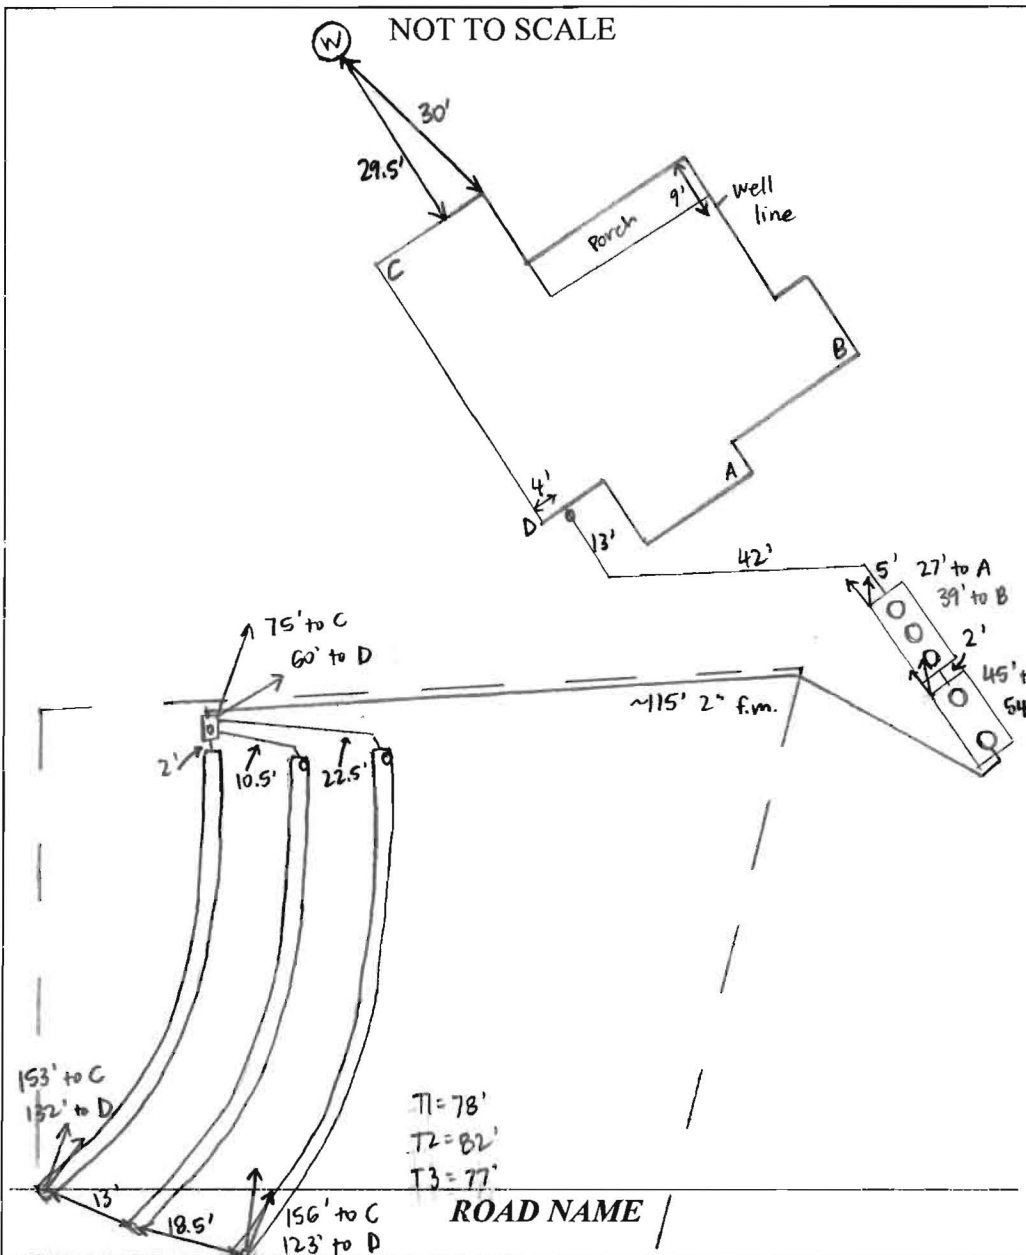 NOT TO SCALE
W
30'
29.5'
9'
well
line
Porch
C
B
A
4'
D
13'
42'
5'
27' to A
39' to B
2'
45' t
54
75' to C
60' to D
~115' 2" f.m.
2'
10.5'
22.5'
153' to C
132' to D
T1 = 78'
T2 = 82'
T3 = 77'
13'
18.5'
156' to C
123' to D
ROAD NAME